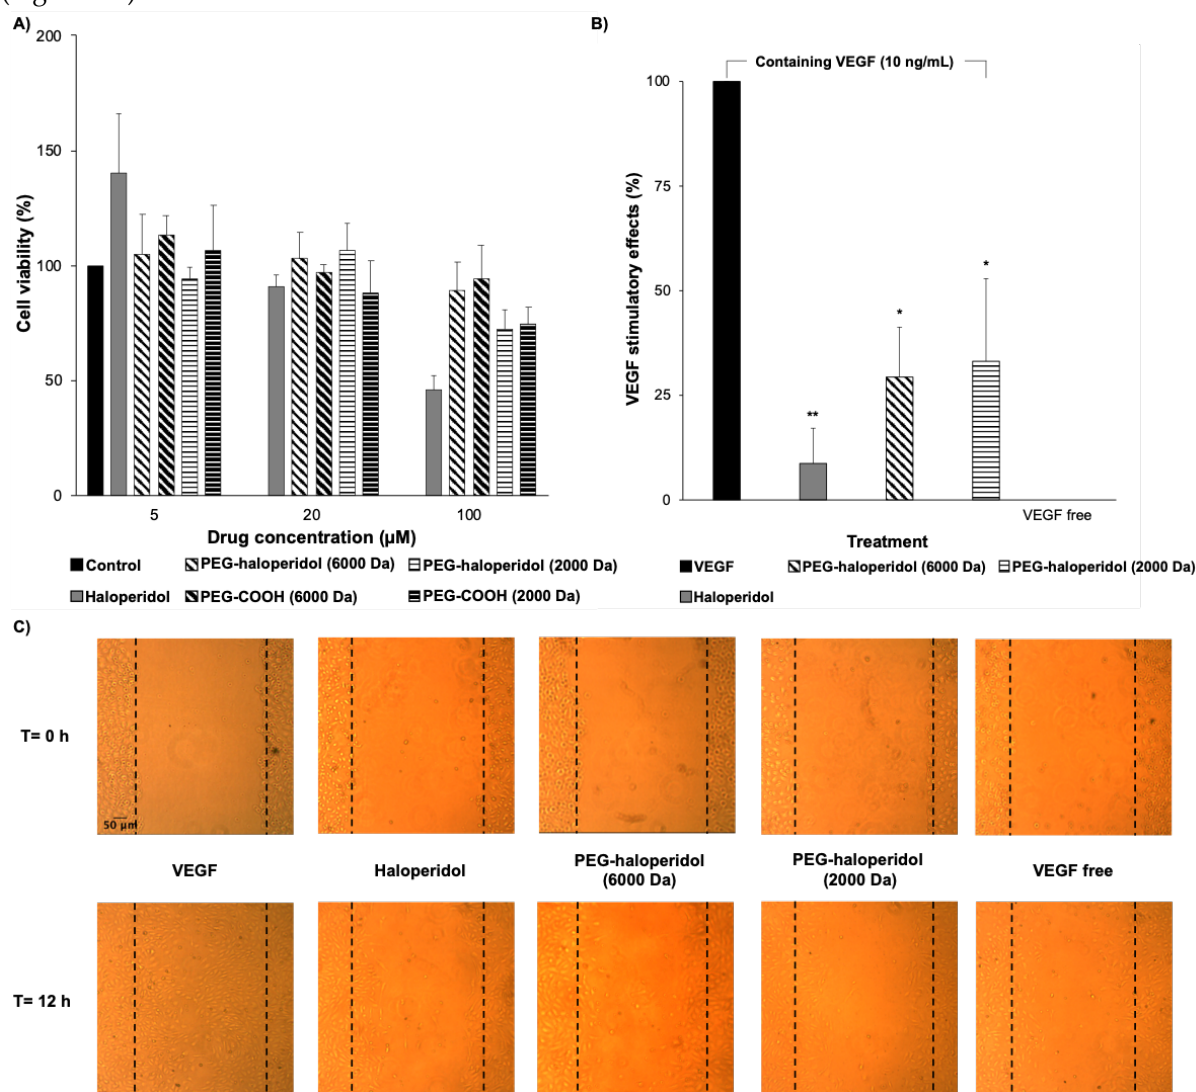 A)
B)
200
150
100
50
0
Cell viability (%)
5 20 100
Drug concentration (µM)
Control PEG-haloperidol (6000 Da) PEG-haloperidol (2000 Da)
Haloperidol PEG-COOH (6000 Da) PEG-COOH (2000 Da)
Containing VEGF (10 ng/mL)
100
75
50
25
0
VEGF stimulatory effects (%)
**
*
*
VEGF free
Treatment
VEGF PEG-haloperidol (6000 Da) PEG-haloperidol (2000 Da)
Haloperidol
C)
T= 0 h
50 µm
VEGF
Haloperidol
PEG-haloperidol
(6000 Da)
PEG-haloperidol
(2000 Da)
VEGF free
T= 12 h